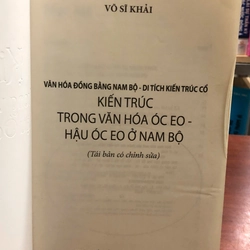 VÕ SĨ KHẢI
VĂN HÓA ĐỒNG BẰNG NAM BỘ - DI TÍCH KIẾN TRÚC CỔ
KIẾN TRÚC
TRONG VĂN HÓA ÓC EO -
HẬU ÓC EO Ở NAM BỘ
(Tái bản có chỉnh sửa)